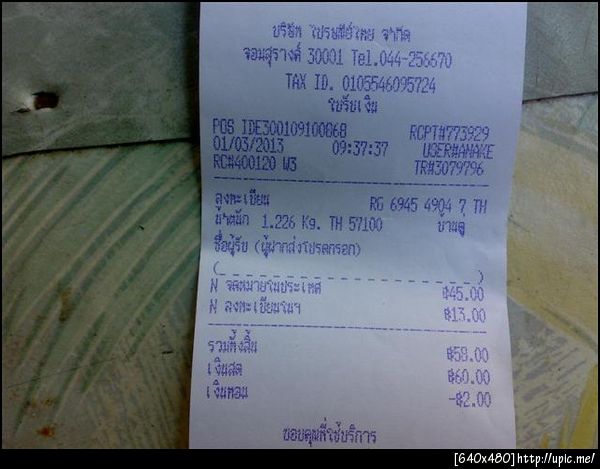 บริษัท ไปรษณีย์ไทย จำกัด
จอมสุรางค์ 30001 Tel.044-256670
TAX ID. 0105546095724
ใบรับเงิน
POS IDE300109100868 RCPT#773929
01/03/2013 09:37:37 USER#ANAKE
RC#400120 W3 TR#3079796
ลงทะเบียน RG 6945 4904 7 TH
น้ำหนัก 1.226 Kg. TH 57100 บ้านดู่
ชื่อผู้รับ (ผู้ฝากส่งโปรดกรอก)
(_ _ _ _ _ _ _ _ _ _ _ _ _ _ _ _ _ _ _)
N จดหมายในประเทศ ฿45.00
N ลงทะเบียนในฯ ฿13.00
รวมทั้งสิ้น ฿58.00
เงินสด ฿60.00
เงินทอน -฿2.00
ขอบคุณที่ใช้บริการ
[640x480]http://upic.me/